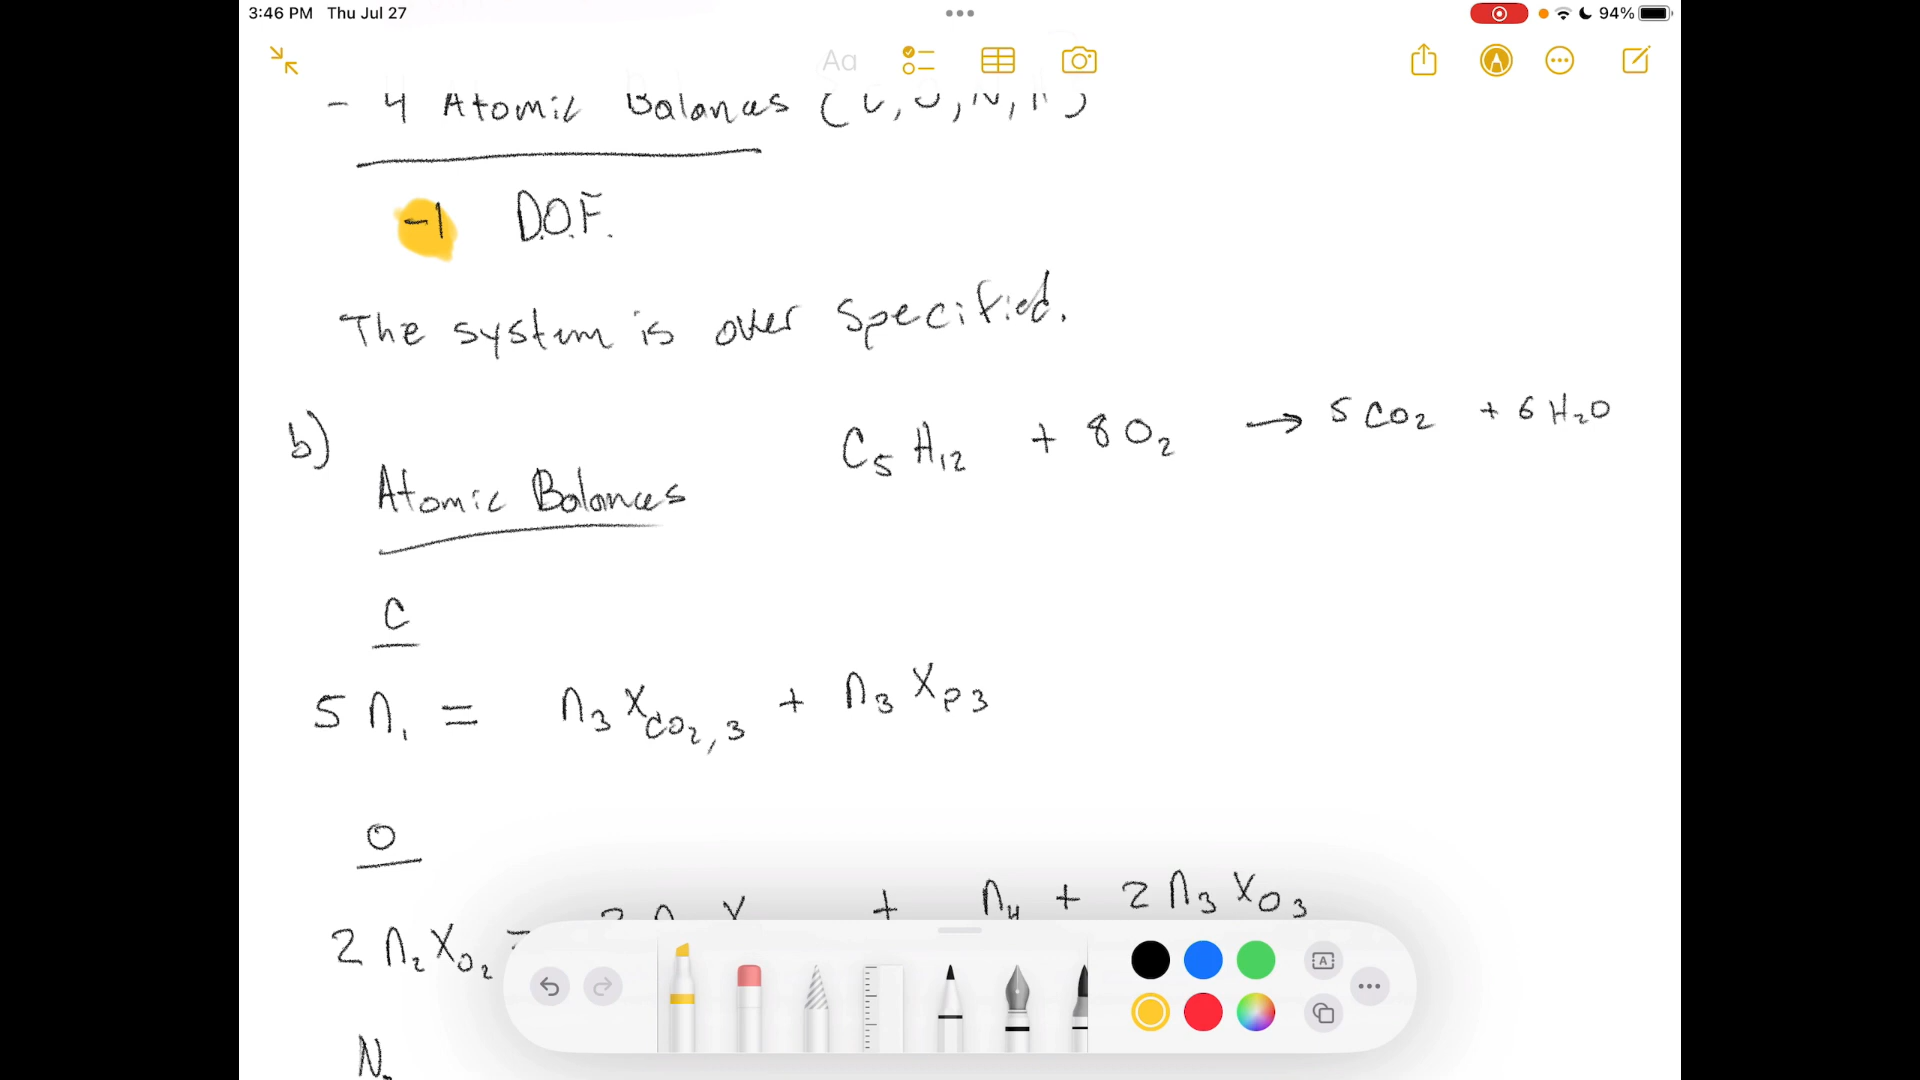 3:46 PM Thu Jul 27
94%
Aa
- 4 Atomic Balances (C, O, N, H)
-1 D.O.F.
The system is over specified.
b) C5 H12 + 8 O2 → 5 CO2 + 6 H2O
Atomic Balances
C
5 n1 = n3 XCO2,3 + n3 XP3
O
+ n4 + 2 n3 XO3
2 n2 XO2 =
N2
A